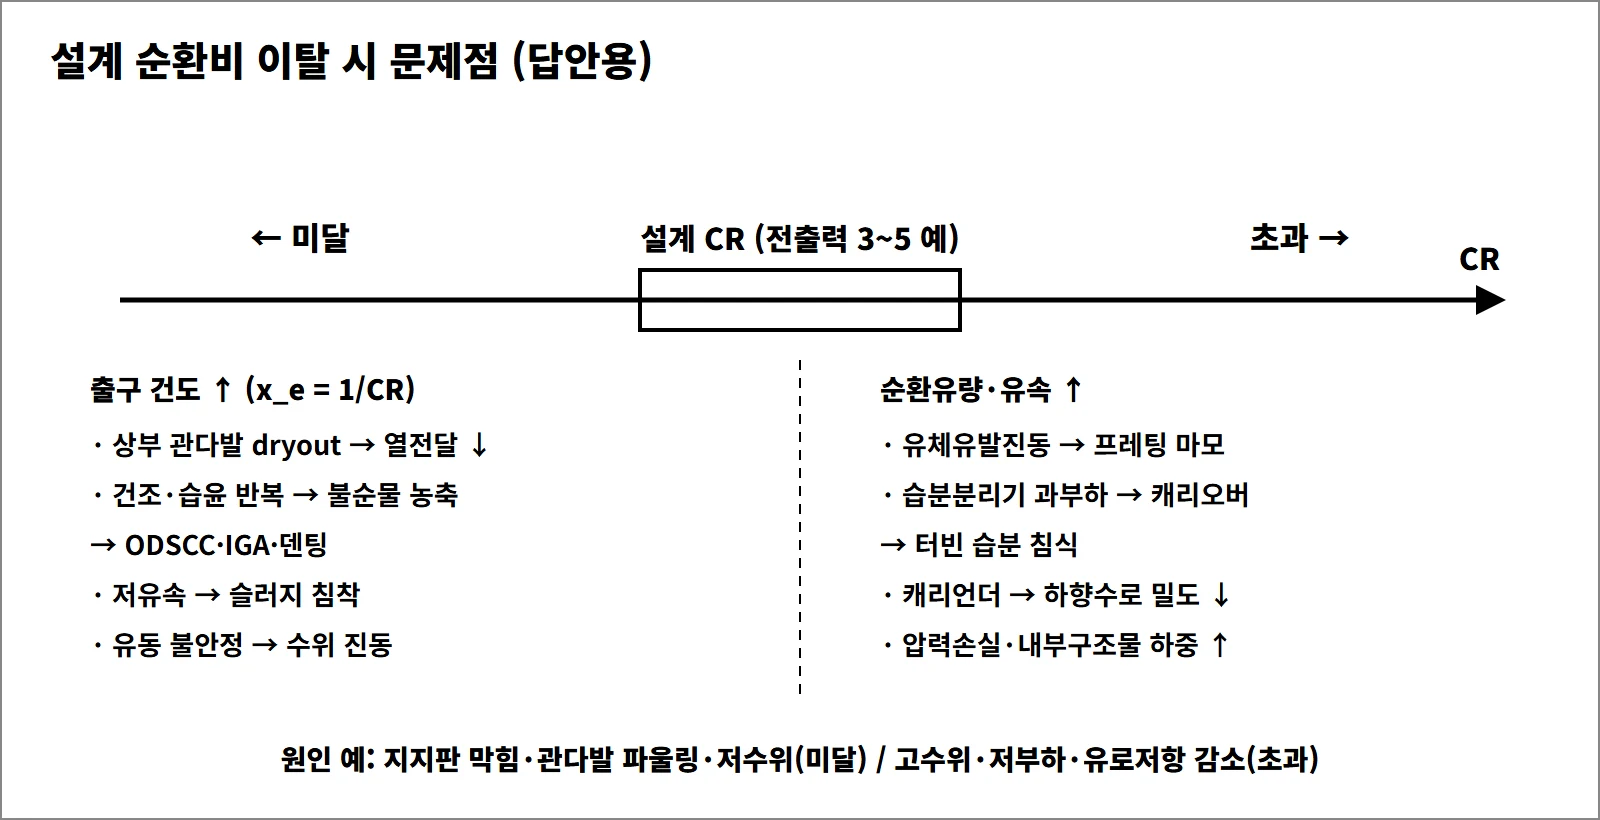 설계 순환비 이탈 시 문제점 (답안용)
← 미달
설계 CR (전출력 3~5 예)
초과 →
CR
출구 건도 ↑ (x_e = 1/CR)
· 상부 관다발 dryout → 열전달 ↓
· 건조·습윤 반복 → 불순물 농축
→ ODSCC·IGA·덴팅
· 저유속 → 슬러지 침착
· 유동 불안정 → 수위 진동
순환유량·유속 ↑
· 유체유발진동 → 프레팅 마모
· 습분분리기 과부하 → 캐리오버
→ 터빈 습분 침식
· 캐리언더 → 하향수로 밀도 ↓
· 압력손실·내부구조물 하중 ↑
원인 예: 지지판 막힘·관다발 파울링·저수위(미달) / 고수위·저부하·유로저항 감소(초과)